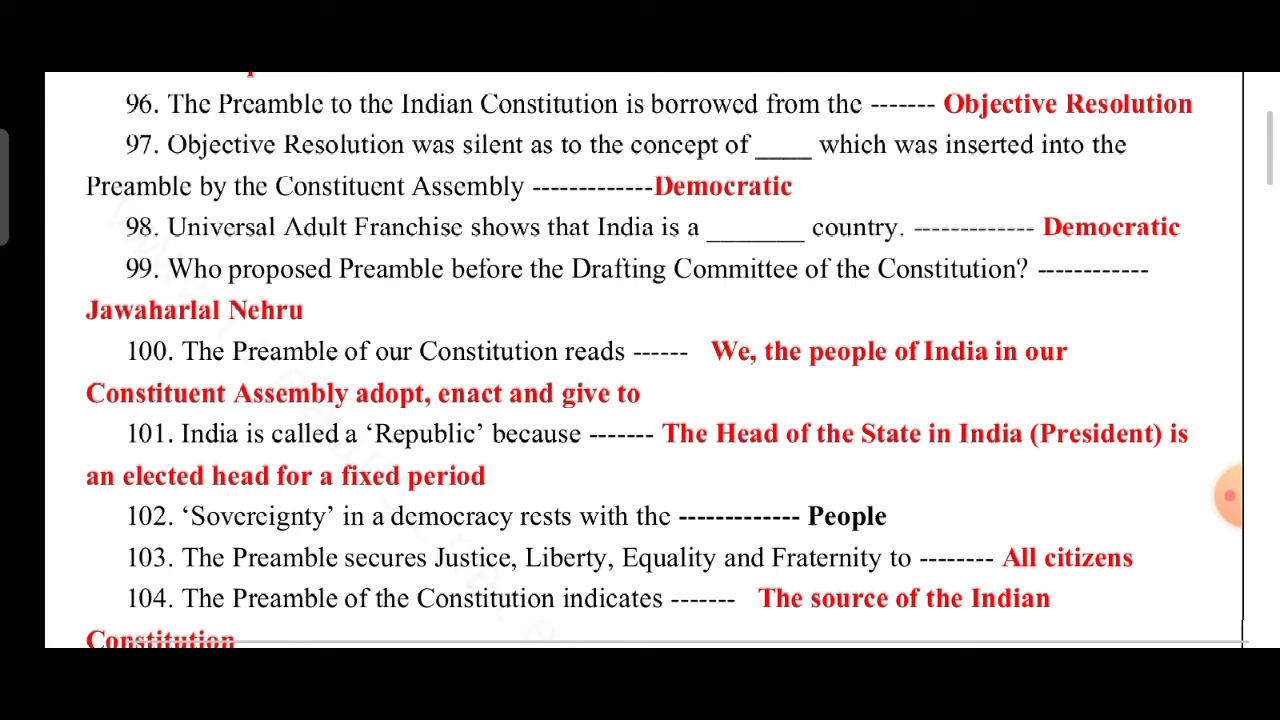 96. The Preamble to the Indian Constitution is borrowed from the ------- Objective Resolution
97. Objective Resolution was silent as to the concept of ____ which was inserted into the
Preamble by the Constituent Assembly -------------Democratic
98. Universal Adult Franchise shows that India is a _______ country. ------------- Democratic
99. Who proposed Preamble before the Drafting Committee of the Constitution? ------------
Jawaharlal Nehru
100. The Preamble of our Constitution reads ------ We, the people of India in our
Constituent Assembly adopt, enact and give to
101. India is called a ‘Republic’ because ------- The Head of the State in India (President) is
an elected head for a fixed period
102. ‘Sovereignty’ in a democracy rests with the ------------- People
103. The Preamble secures Justice, Liberty, Equality and Fraternity to -------- All citizens
104. The Preamble of the Constitution indicates ------- The source of the Indian
Constitution